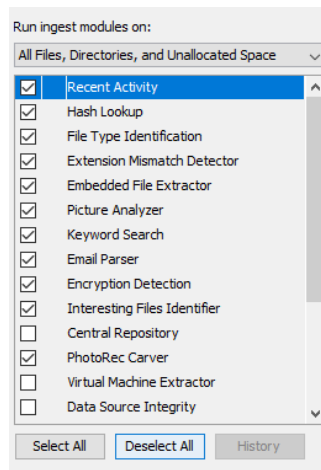 Run ingest modules on:
All Files, Directories, and Unallocated Space
Recent Activity
Hash Lookup
File Type Identification
Extension Mismatch Detector
Embedded File Extractor
Picture Analyzer
Keyword Search
Email Parser
Encryption Detection
Interesting Files Identifier
Central Repository
PhotoRec Carver
Virtual Machine Extractor
Data Source Integrity
Select All Deselect All History